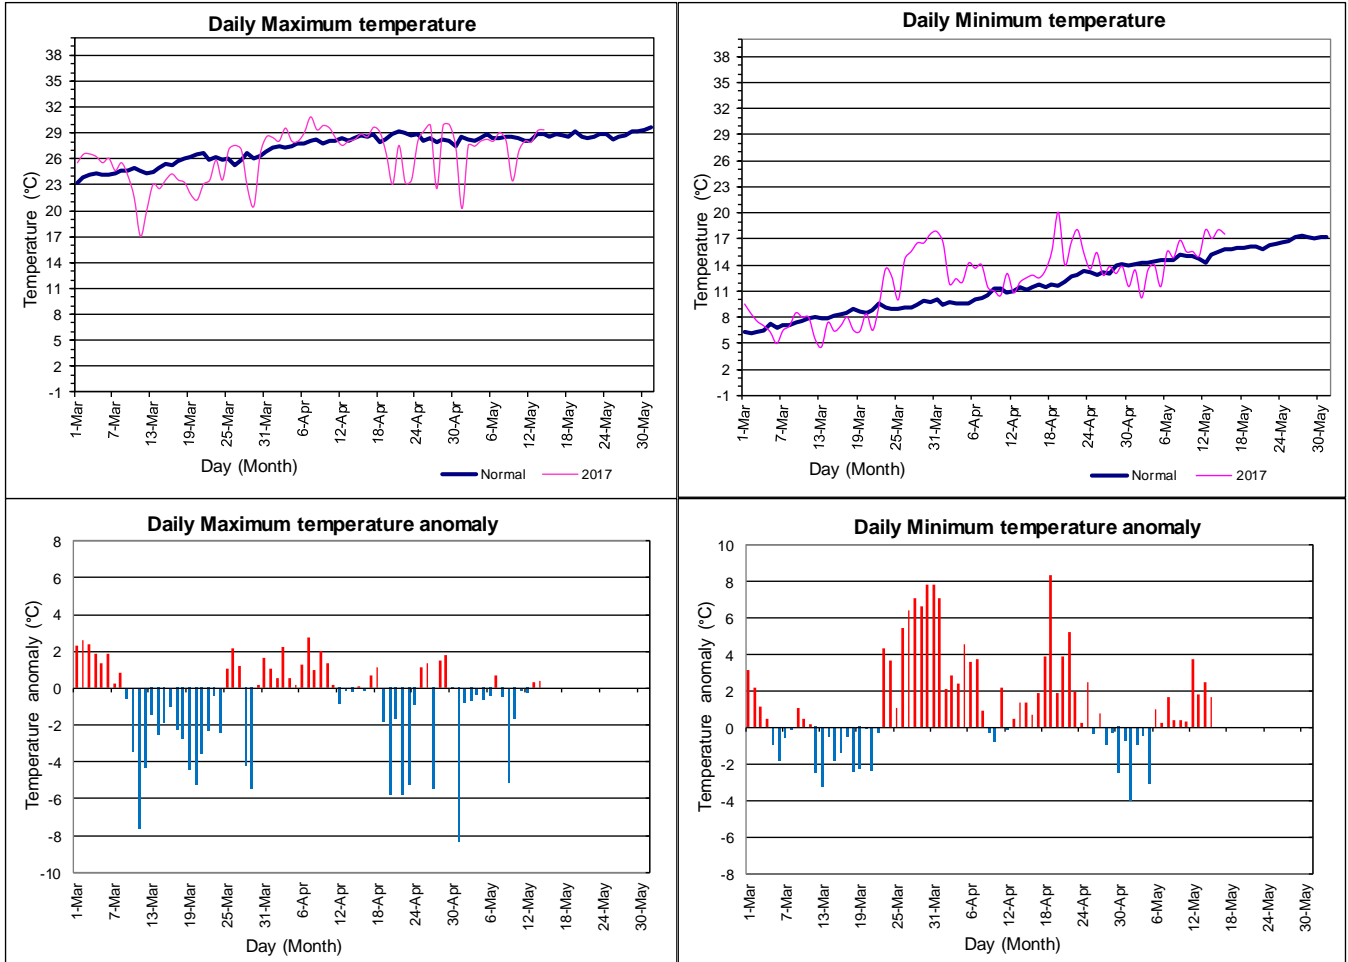 Daily Maximum temperature
38
35
32
29
26
23
20
17
14
11
8
5
2
-1
Temperature (°C)
1-Mar
7-Mar
13-Mar
19-Mar
25-Mar
31-Mar
6-Apr
12-Apr
18-Apr
24-Apr
30-Apr
6-May
12-May
18-May
24-May
30-May
Day (Month)
Normal
2017
Daily Minimum temperature
38
35
32
29
26
23
20
17
14
11
8
5
2
-1
Temperature (°C)
1-Mar
7-Mar
13-Mar
19-Mar
25-Mar
31-Mar
6-Apr
12-Apr
18-Apr
24-Apr
30-Apr
6-May
12-May
18-May
24-May
30-May
Day (Month)
Normal
2017
Daily Maximum temperature anomaly
8
6
4
2
0
-2
-4
-6
-8
-10
Temperature anomaly (°C)
1-Mar
7-Mar
13-Mar
19-Mar
25-Mar
31-Mar
6-Apr
12-Apr
18-Apr
24-Apr
30-Apr
6-May
12-May
18-May
24-May
30-May
Day (Month)
Daily Minimum temperature anomaly
10
8
6
4
2
0
-2
-4
-6
-8
Temperature anomaly (°C)
1-Mar
7-Mar
13-Mar
19-Mar
25-Mar
31-Mar
6-Apr
12-Apr
18-Apr
24-Apr
30-Apr
6-May
12-May
18-May
24-May
30-May
Day (Month)